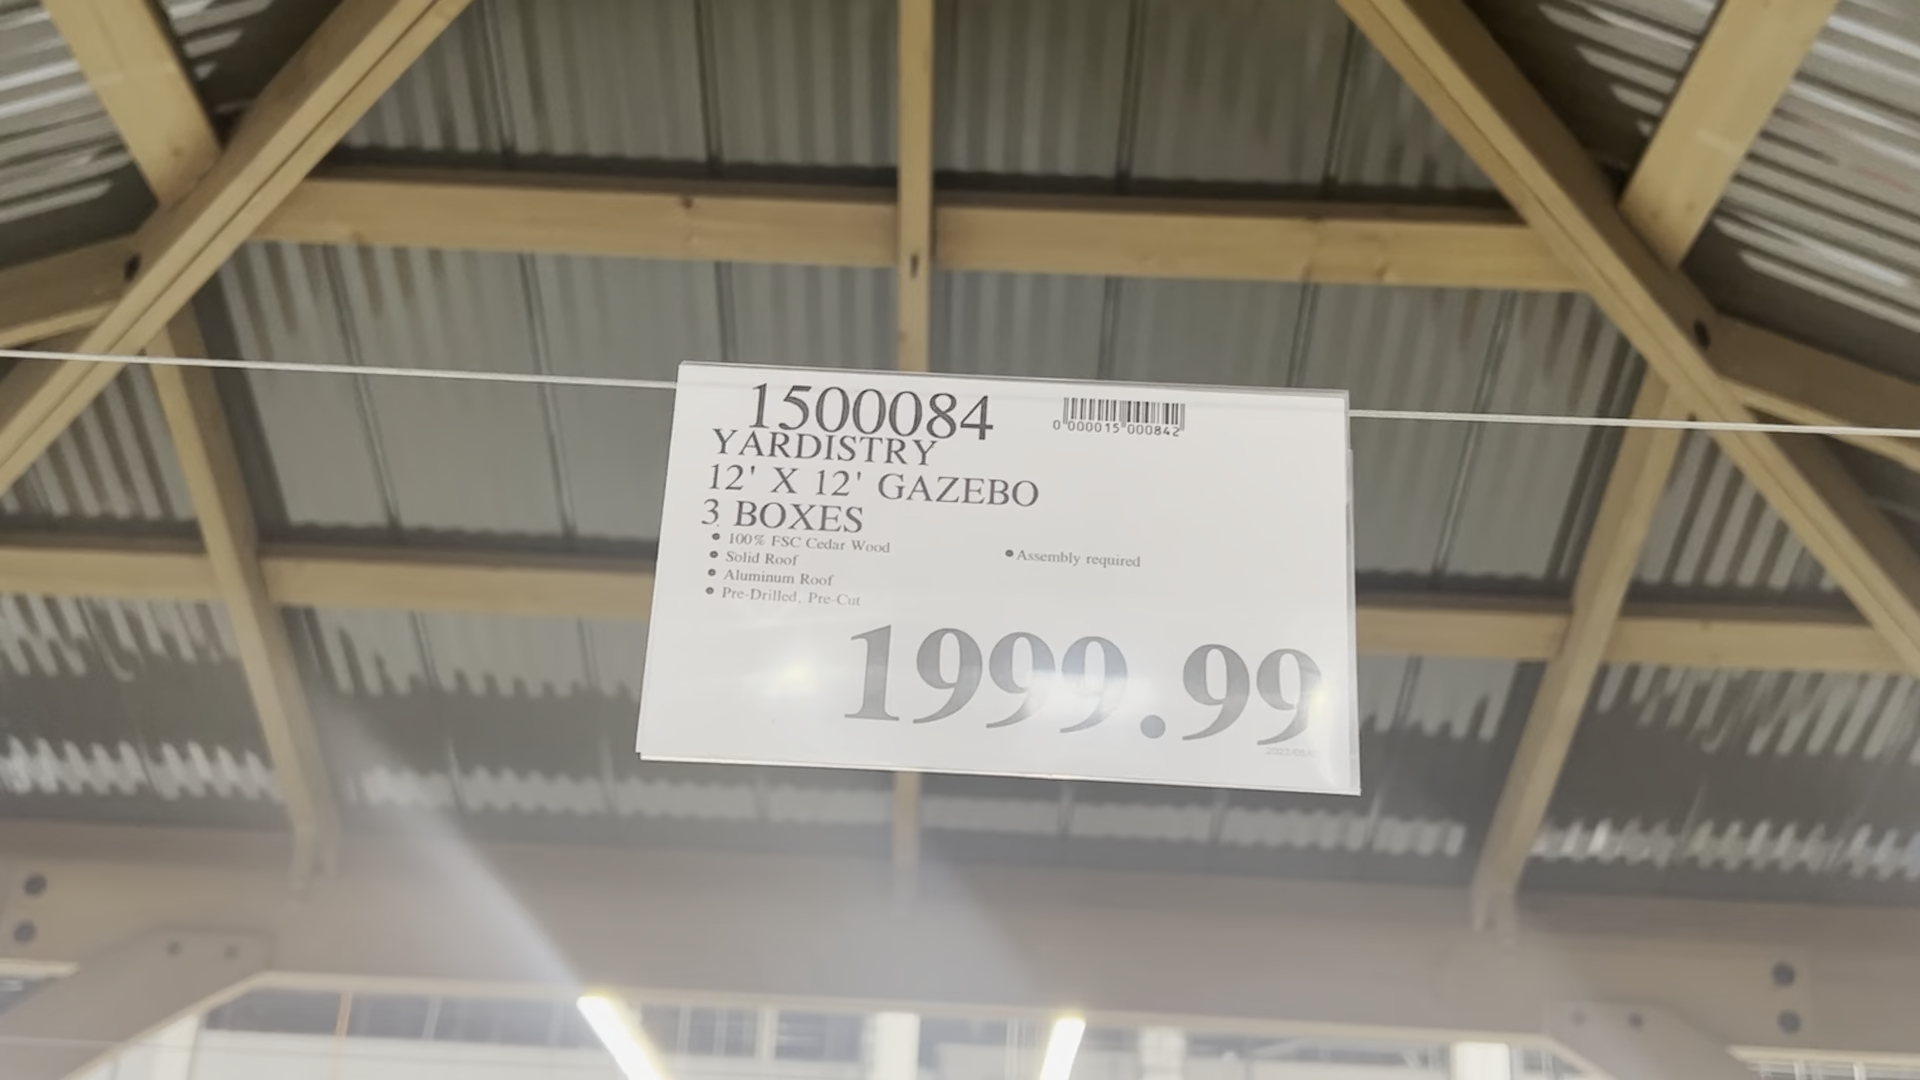 1500084
0 000015 000842
YARDISTRY
12' X 12' GAZEBO
3 BOXES
• 100% FSC Cedar Wood
• Solid Roof
• Aluminum Roof
• Pre-Drilled, Pre-Cut
• Assembly required
1999.99